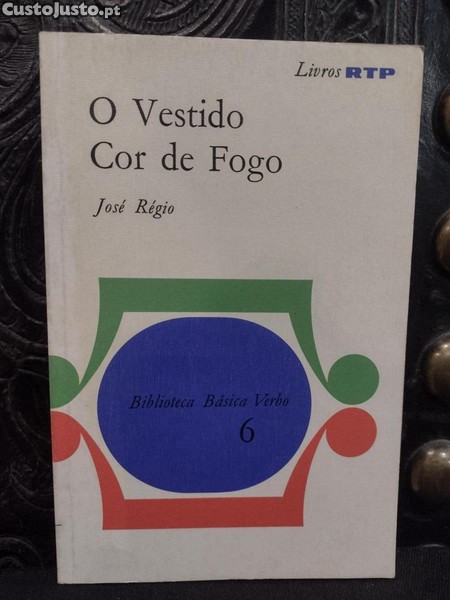 CustoJusto.pt
Livros RTP
O Vestido
Cor de Fogo
José Régio
Biblioteca Básica Verbo
6